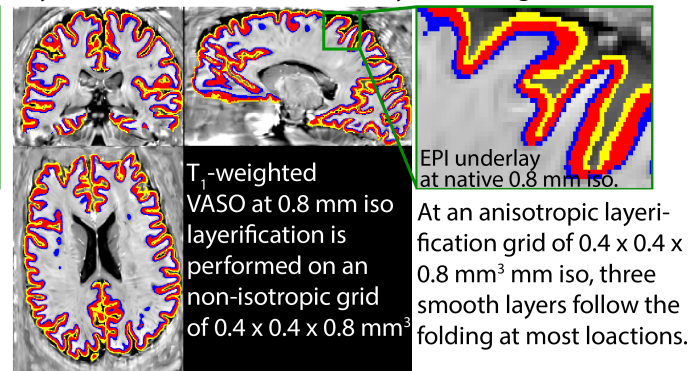 T1-weighted
VASO at 0.8 mm iso
layerification is
performed on an
non-isotropic grid
of 0.4 x 0.4 x 0.8 mm3
EPI underlay
at native 0.8 mm iso.
At an anisotropic layeri-
fication grid of 0.4 x 0.4 x
0.8 mm3 mm iso, three
smooth layers follow the
folding at most loactions.